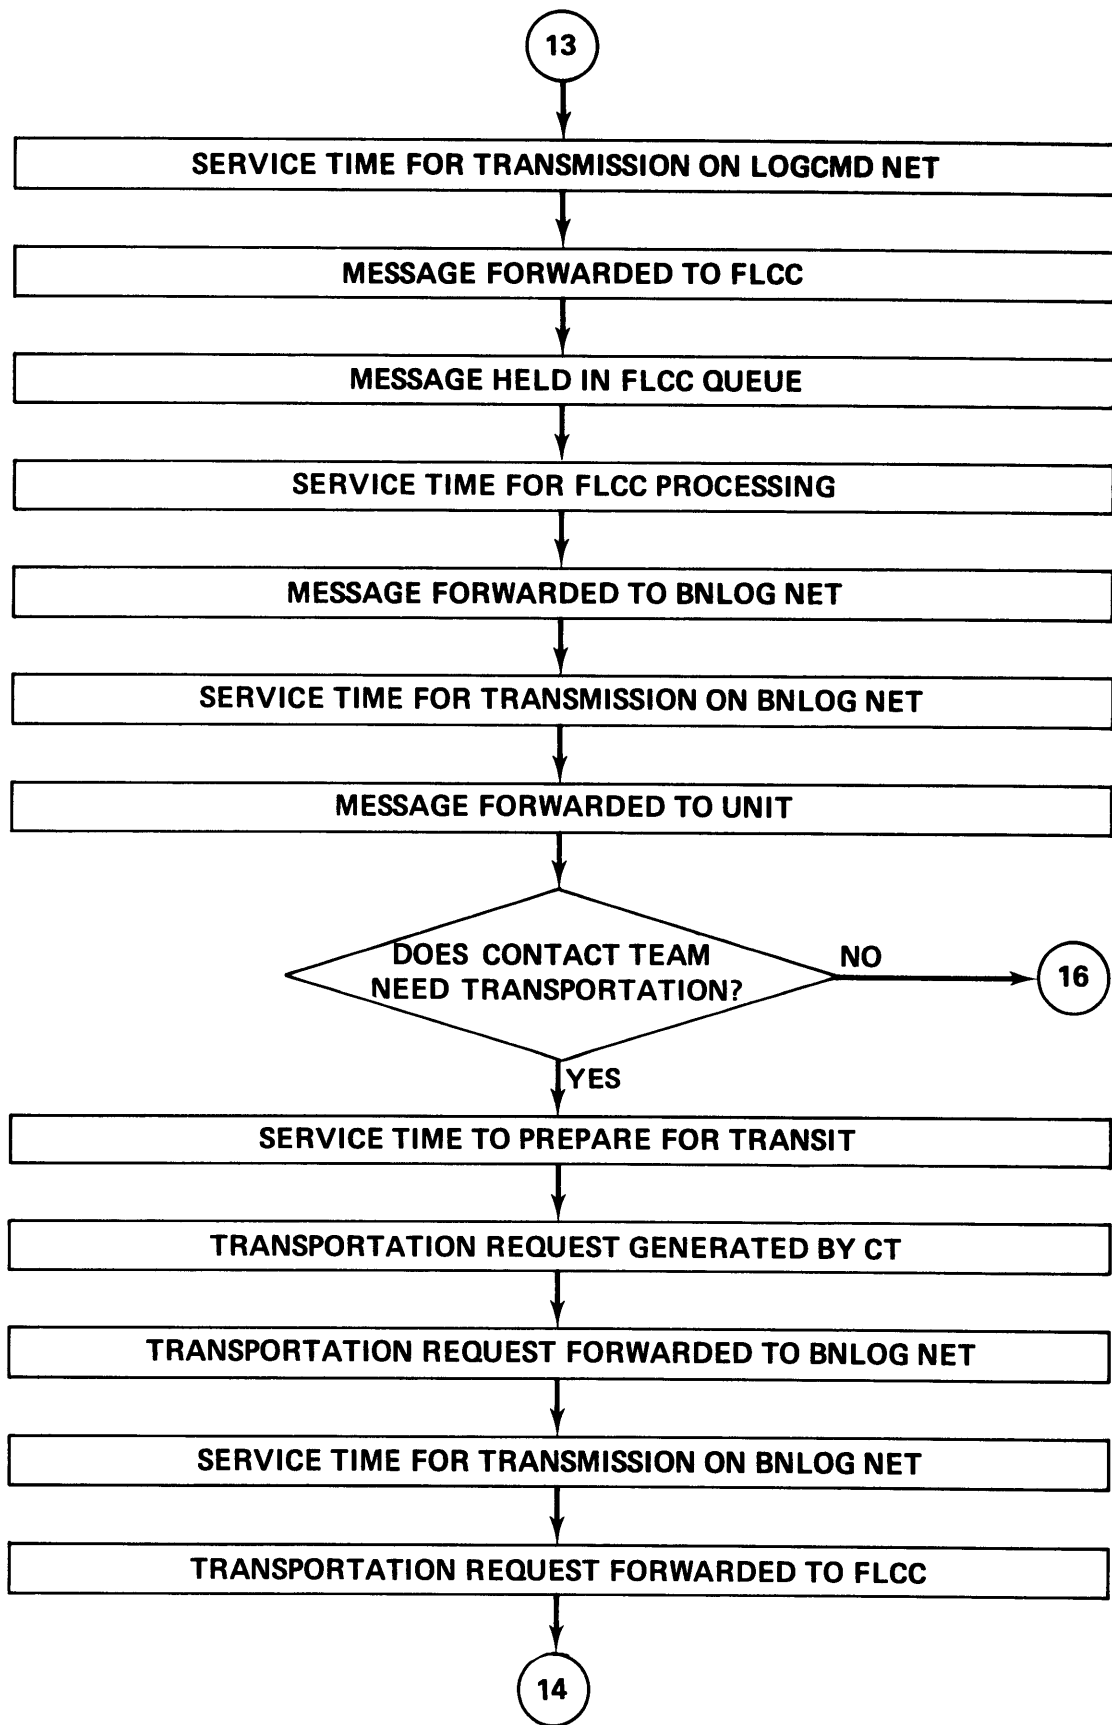 13
SERVICE TIME FOR TRANSMISSION ON LOGCMD NET
MESSAGE FORWARDED TO FLCC
MESSAGE HELD IN FLCC QUEUE
SERVICE TIME FOR FLCC PROCESSING
MESSAGE FORWARDED TO BNLOG NET
SERVICE TIME FOR TRANSMISSION ON BNLOG NET
MESSAGE FORWARDED TO UNIT
DOES CONTACT TEAM
NEED TRANSPORTATION?
NO
16
YES
SERVICE TIME TO PREPARE FOR TRANSIT
TRANSPORTATION REQUEST GENERATED BY CT
TRANSPORTATION REQUEST FORWARDED TO BNLOG NET
SERVICE TIME FOR TRANSMISSION ON BNLOG NET
TRANSPORTATION REQUEST FORWARDED TO FLCC
14